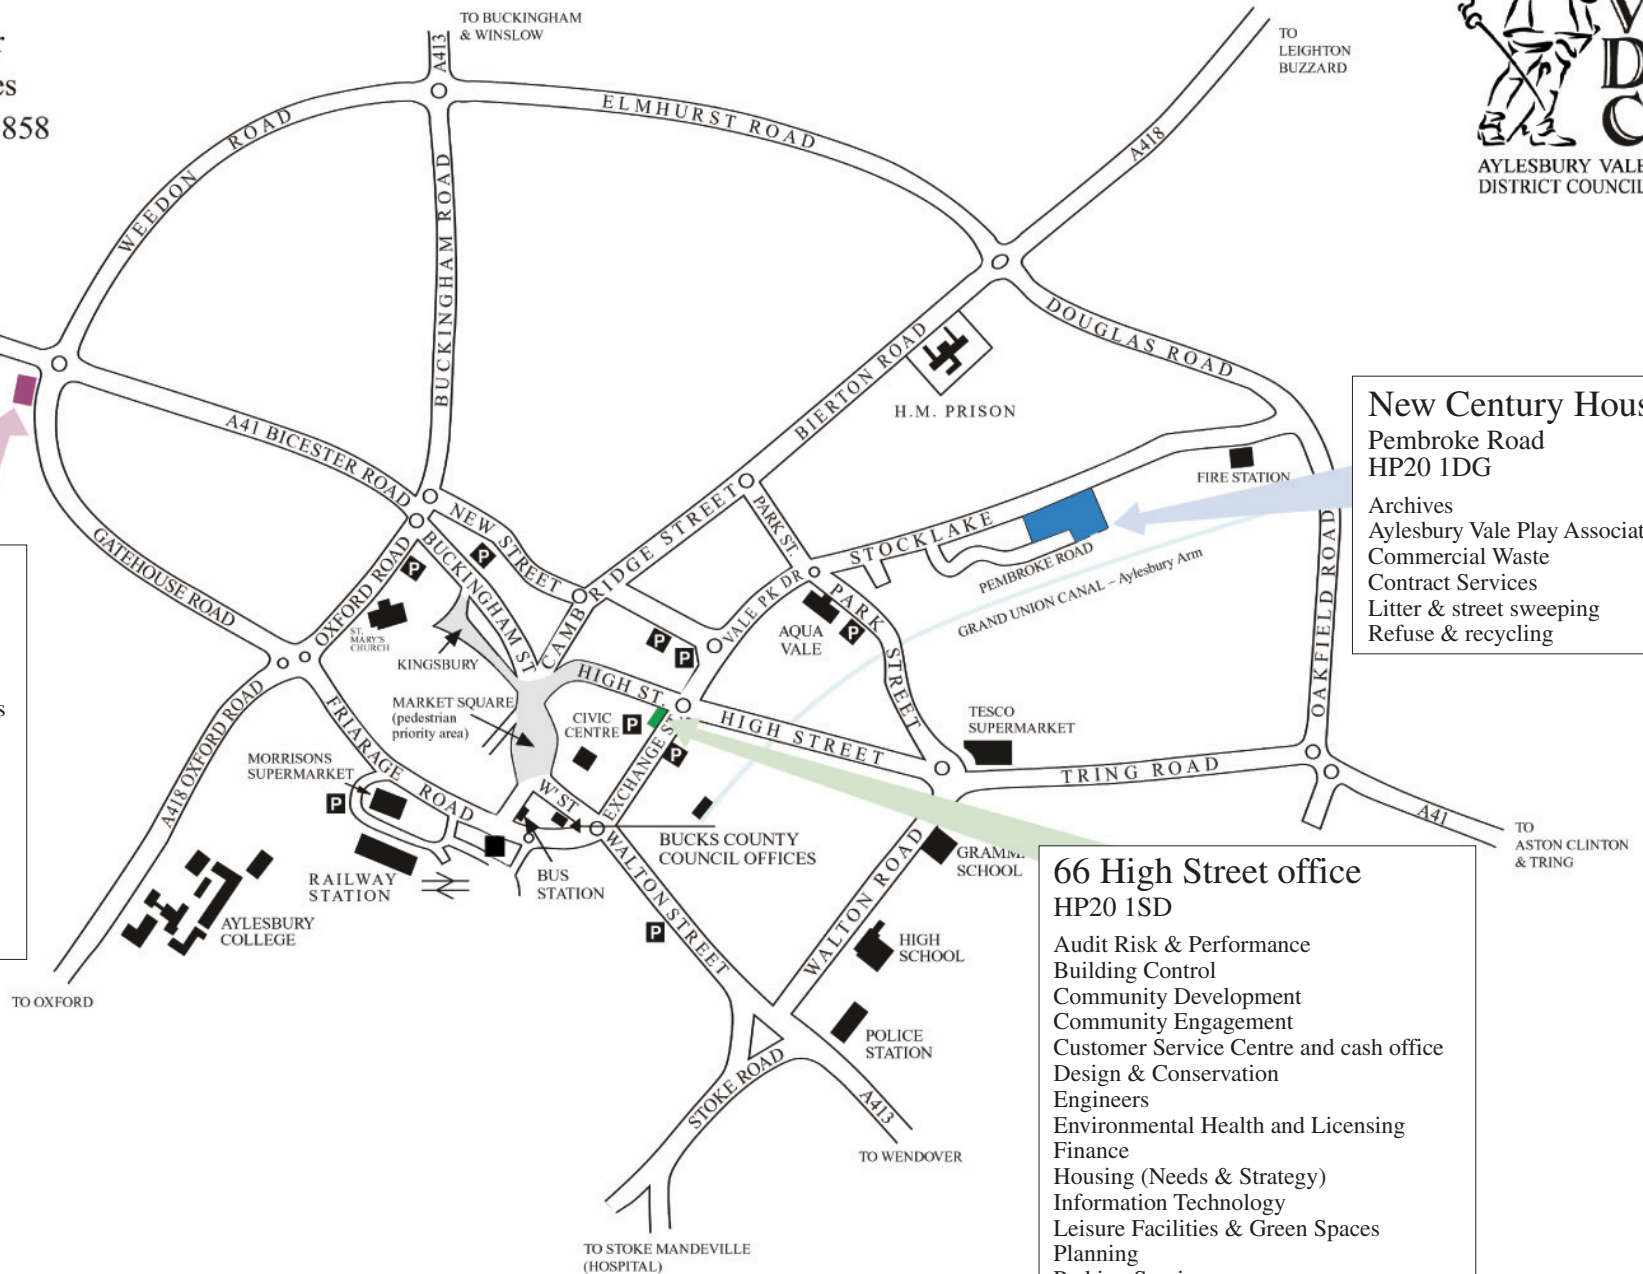 TO BUCKINGHAM
& WINSLOW
A413
TO
LEIGHTON
BUZZARD
858
AYLESBURY VALE
DISTRICT COUNCIL
WEEDON ROAD
ELMHURST ROAD
A418
BUCKINGHAM ROAD
DOUGLAS ROAD
BIERTON ROAD
H.M. PRISON
A41 BICESTER ROAD
FIRE STATION
New Century
Pembroke Road
HP20 1DG
Archives
Aylesbury Vale Play
Commercial Waste
Contract Services
Litter & street sweeping
Refuse & recycling
NEW STREET
P
P
BUCKINGHAM ST
CAMBRIDGE STREET
PARK ST.
STOCKLAKE
PEMBROKE ROAD
GRAND UNION CANAL – Aylesbury Arm
GATEHOUSE ROAD
OXFORD ROAD
ST.
MARY'S
CHURCH
KINGSBURY
VALE PK DR
AQUA
VALE
P
PARK STREET
P
P
OAKFIELD ROAD
HIGH ST.
MARKET SQUARE
(pedestrian
priority area)
CIVIC
CENTRE
P
EXCHANGE ST.
P
HIGH STREET
TESCO
SUPERMARKET
TRING ROAD
A418 OXFORD ROAD
FRIARAGE ROAD
MORRISONS
SUPERMARKET
P
W' ST
BUCKS COUNTY
COUNCIL OFFICES
BUS
STATION
RAILWAY
STATION
AYLESBURY
COLLEGE
TO OXFORD
WALTON STREET
P
WALTON ROAD
SCHOOL
HIGH
SCHOOL
POLICE
STATION
A41
TO
ASTON CLINTON
& TRING
STOKE ROAD
A413
TO WENDOVER
TO STOKE MANDEVILLE
(HOSPITAL)
66 High Street office
HP20 1SD
Audit Risk & Performance
Building Control
Community Development
Community Engagement
Customer Service Centre and cash office
Design & Conservation
Engineers
Environmental Health and Licensing
Finance
Housing (Needs & Strategy)
Information Technology
Leisure Facilities & Green Spaces
Planning